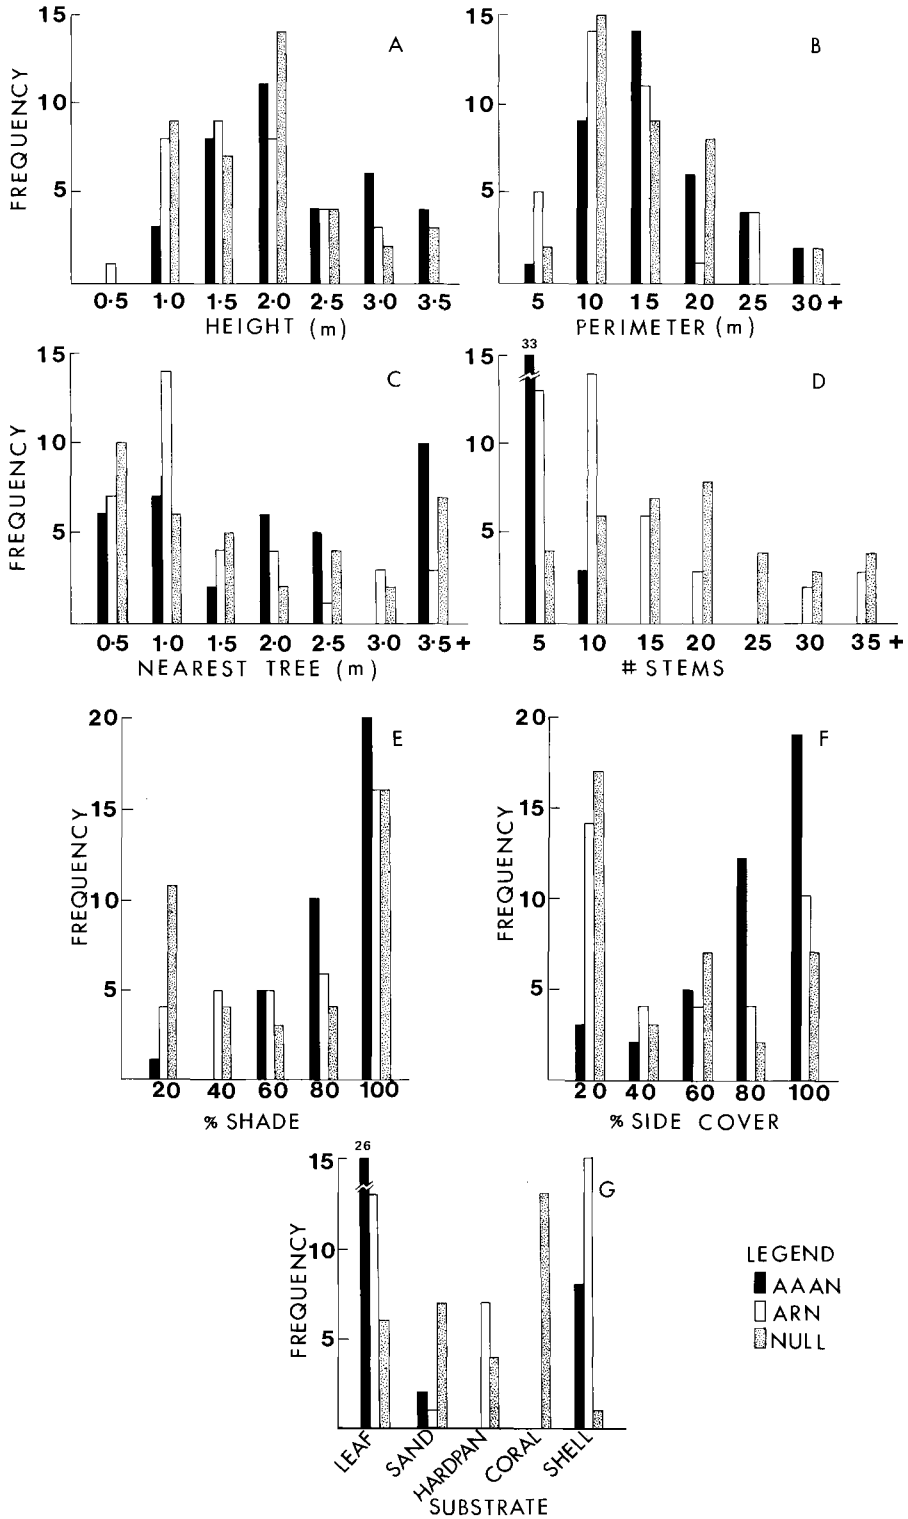 15 A
10
5
FREQUENCY
0·5 1·0 1·5 2·0 2·5 3·0 3·5
HEIGHT (m)
15 B
10
5
5 10 15 20 25 30+
PERIMETER (m)
15 C
10
5
FREQUENCY
0·5 1·0 1·5 2·0 2·5 3·0 3·5+
NEAREST TREE (m)
33
15 D
10
5
5 10 15 20 25 30 35+
# STEMS
20 E
15
10
5
FREQUENCY
20 40 60 80 100
% SHADE
20 F
15
10
5
FREQUENCY
20 40 60 80 100
% SIDE COVER
26
15 G
10
5
FREQUENCY
LEAF SAND HARDPAN CORAL SHELL
SUBSTRATE
LEGEND
AAAN
ARN
NULL